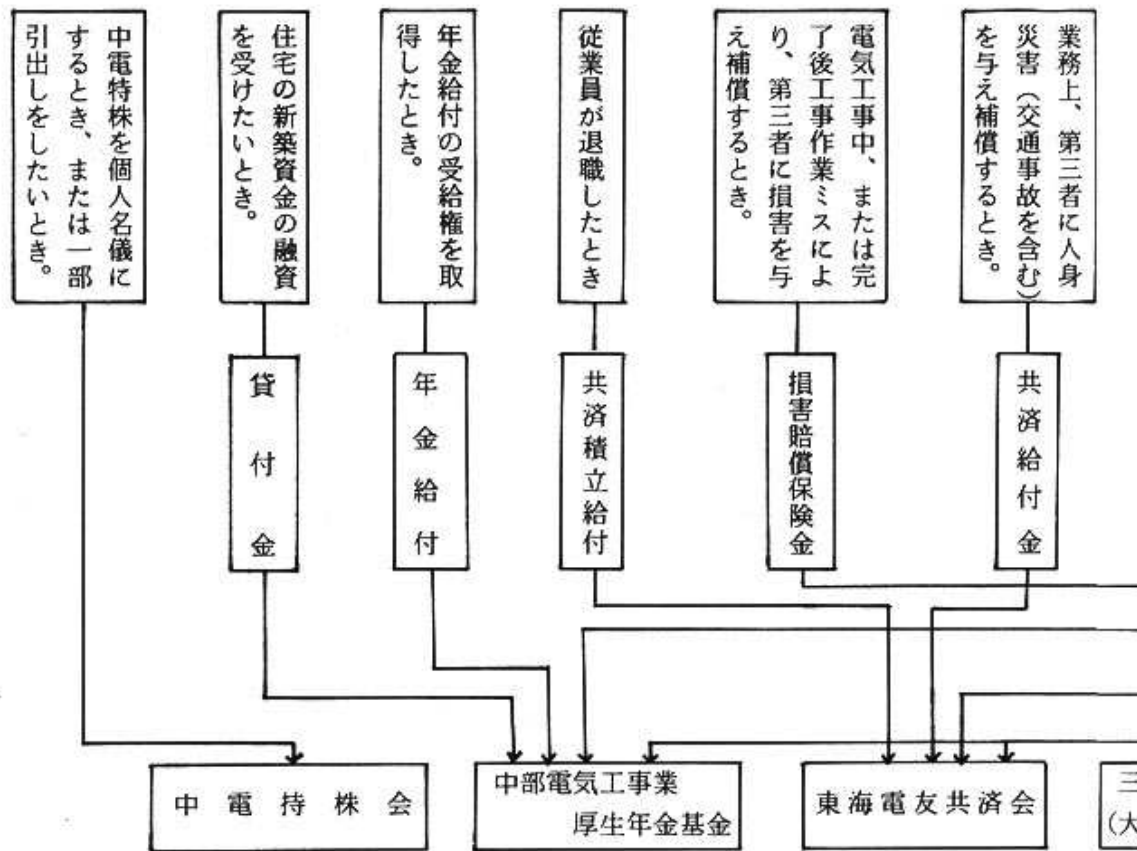 業務上、第三者に人身
災害（交通事故を含む）
を与え補償するとき。
電気工事中、または完
了後工事作業ミスによ
り、第三者に損害を与
え補償するとき。
従業員が退職したとき
年金給付の受給権を取
得したとき。
住宅の新築資金の融資
を受けたいとき。
中電特株を個人名儀に
するとき、または一部
引出しをしたいとき。
共済給付金
損害賠償保険金
共済積立給付
年金給付
貸付金
中電持株会
中部電気工事業
厚生年金基金
東海電友共済会
三
（大